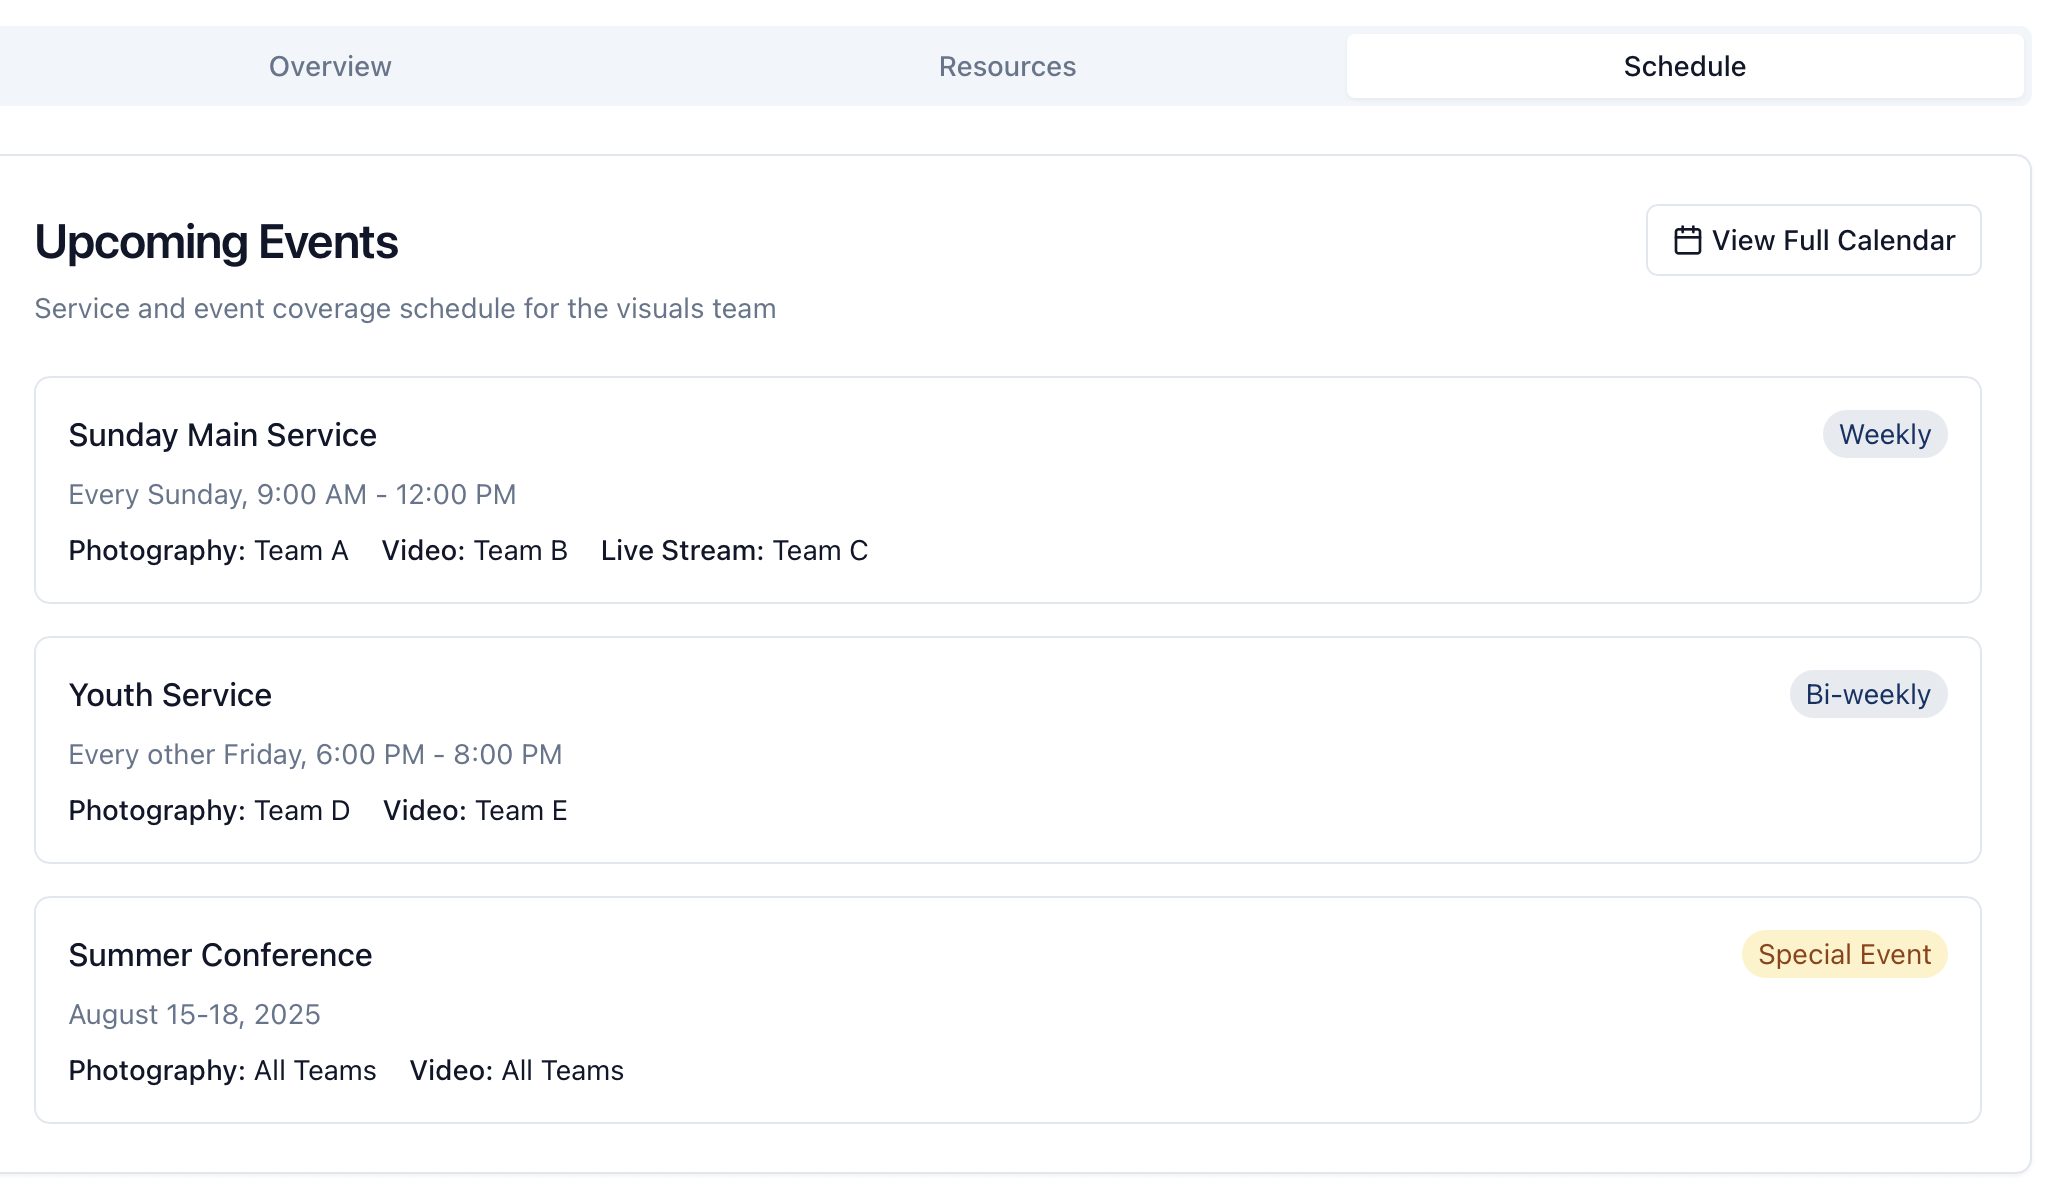 Overview
Resources
Schedule
Upcoming Events
View Full Calendar
Service and event coverage schedule for the visuals team
Sunday Main Service
Weekly
Every Sunday, 9:00 AM - 12:00 PM
Photography: Team A Video: Team B Live Stream: Team C
Youth Service
Bi-weekly
Every other Friday, 6:00 PM - 8:00 PM
Photography: Team D Video: Team E
Summer Conference
Special Event
August 15-18, 2025
Photography: All Teams Video: All Teams